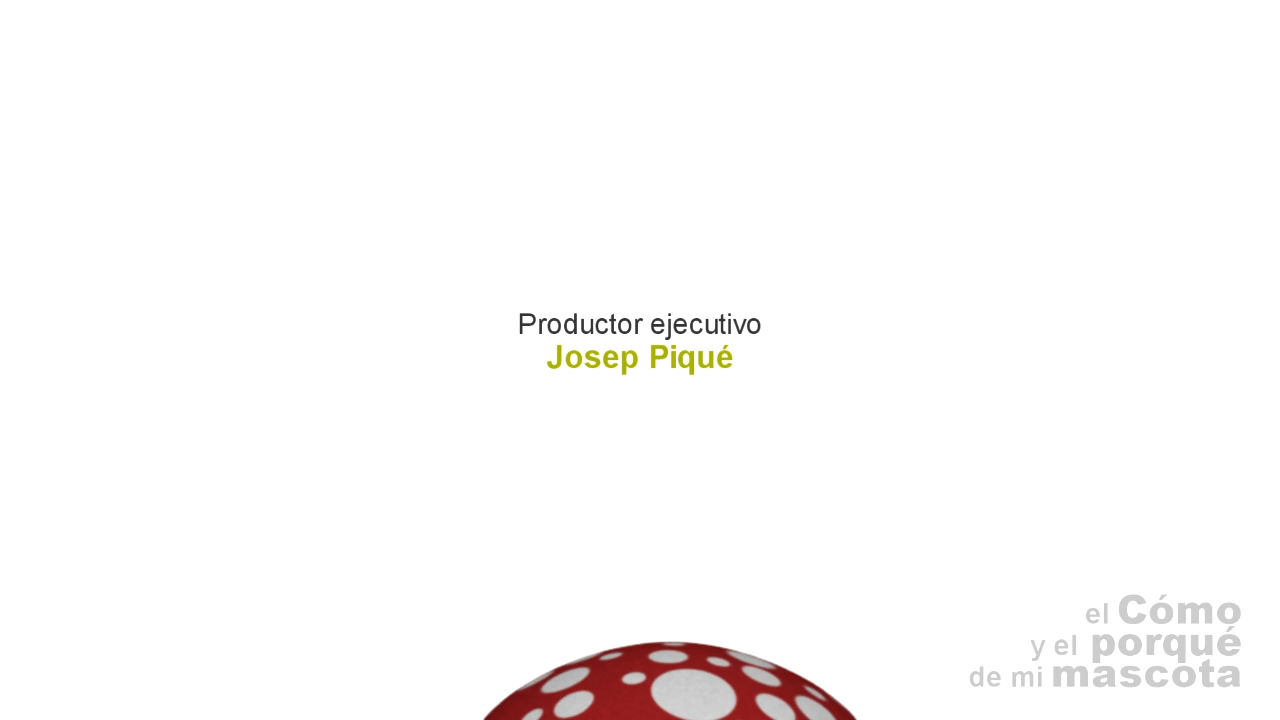 Productor ejecutivo
Josep Piqué
el Cómo
y el porqué
de mi mascota